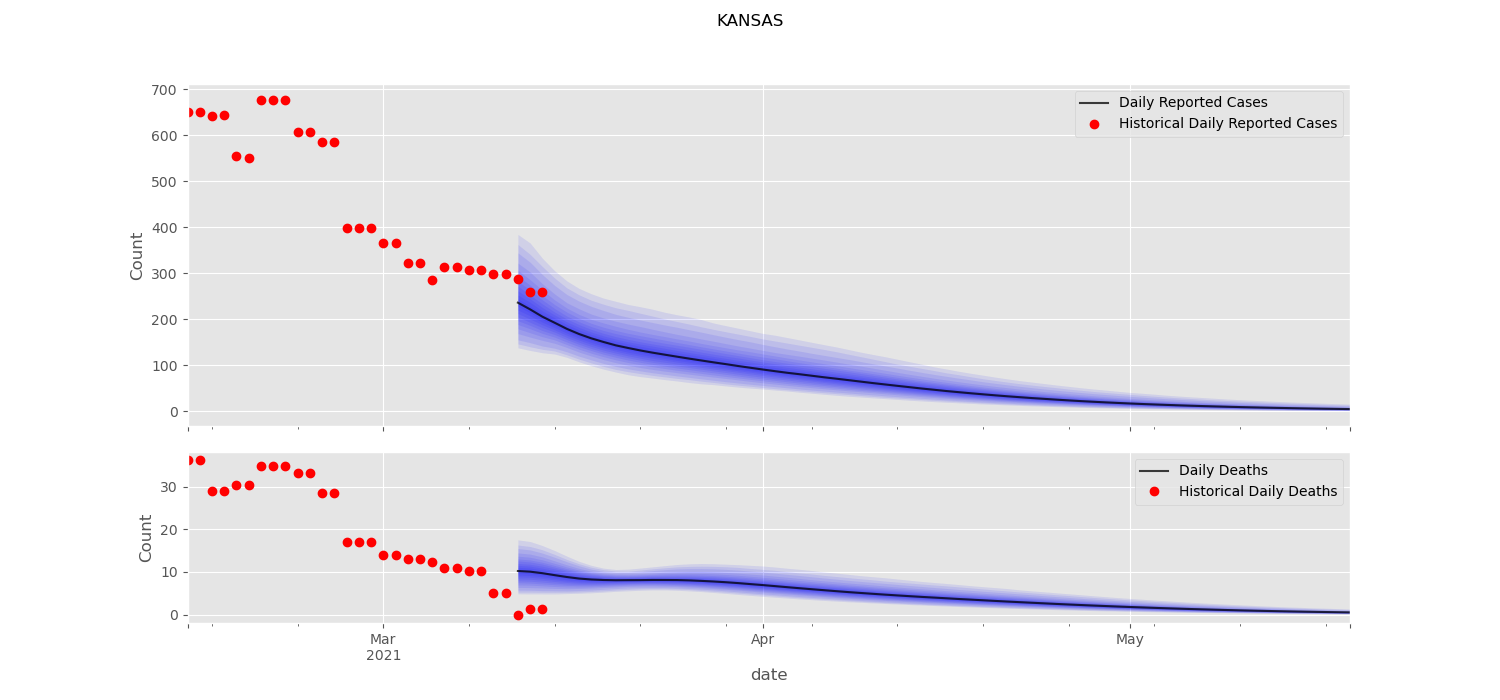 KANSAS
700
600
500
400
300
200
100
0
Count
Daily Reported Cases
Historical Daily Reported Cases
30
20
10
0
Count
Daily Deaths
Historical Daily Deaths
Mar
2021
Apr
May
date